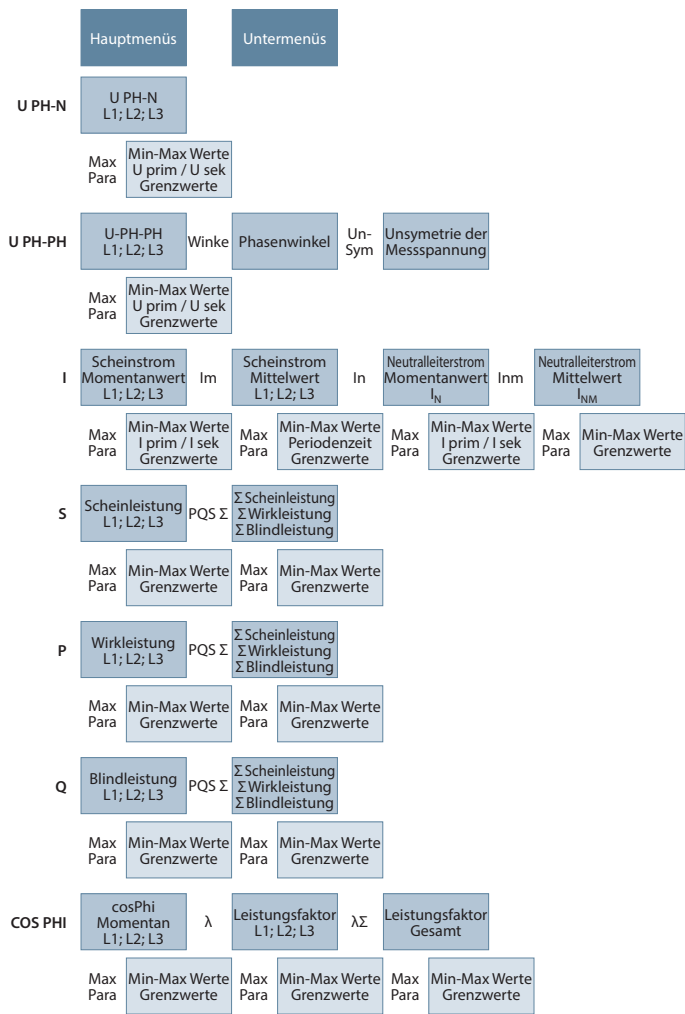 Hauptmenüs
Untermenüs
U PH-N
U PH-N
L1; L2; L3
Max
Para
Min-Max Werte
U prim / U sek
Grenzwerte
U PH-PH
U-PH-PH
L1; L2; L3
Winke
Phasenwinkel
Un-
Sym
Unsymetrie der
Messspannung
Max
Para
Min-Max Werte
U prim / U sek
Grenzwerte
I
Scheinstrom
Momentanwert
L1; L2; L3
Im
Scheinstrom
Mittelwert
L1; L2; L3
In
Neutralleiterstrom
Momentanwert
I_N
Inm
Neutralleiterstrom
Mittelwert
I_NM
Max
Para
Min-Max Werte
I prim / I sek
Grenzwerte
Max
Para
Min-Max Werte
Periodenzeit
Grenzwerte
Max
Para
Min-Max Werte
I prim / I sek
Grenzwerte
Max
Para
Min-Max Werte
Grenzwerte
S
Scheinleistung
L1; L2; L3
PQS Σ
Σ Scheinleistung
Σ Wirkleistung
Σ Blindleistung
Max
Para
Min-Max Werte
Grenzwerte
Max
Para
Min-Max Werte
Grenzwerte
P
Wirkleistung
L1; L2; L3
PQS Σ
Σ Scheinleistung
Σ Wirkleistung
Σ Blindleistung
Max
Para
Min-Max Werte
Grenzwerte
Max
Para
Min-Max Werte
Grenzwerte
Q
Blindleistung
L1; L2; L3
PQS Σ
Σ Scheinleistung
Σ Wirkleistung
Σ Blindleistung
Max
Para
Min-Max Werte
Grenzwerte
Max
Para
Min-Max Werte
Grenzwerte
COS PHI
cosPhi
Momentan
L1; L2; L3
λ
Leistungsfaktor
L1; L2; L3
λΣ
Leistungsfaktor
Gesamt
Max
Para
Min-Max Werte
Grenzwerte
Max
Para
Min-Max Werte
Grenzwerte
Max
Para
Min-Max Werte
Grenzwerte